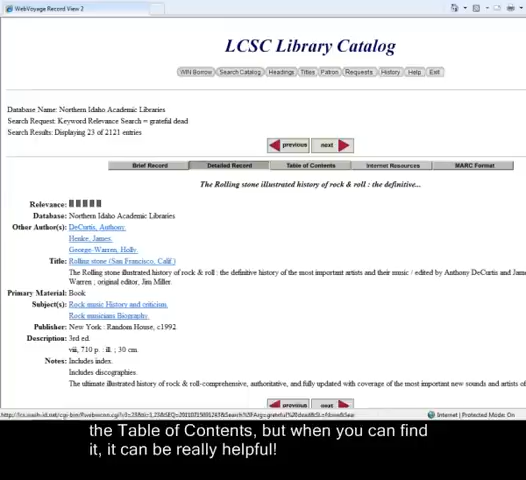 WebVoyage Record View 2
LCSC Library Catalog
WIN Borrow Search Catalog Headings Titles Patron Requests History Help Exit
Database Name: Northern Idaho Academic Libraries
Search Request: Keyword Relevance Search = grateful dead
Search Results: Displaying 23 of 2121 entries
previous next
Brief Record Detailed Record Table of Contents Internet Resources MARC Format
The Rolling stone illustrated history of rock & roll : the definitive...
Relevance:
Database: Northern Idaho Academic Libraries
Other Author(s): DeCurtis, Anthony.
Henke, James.
George-Warren, Holly.
Title: Rolling stone (San Francisco, Calif.)
The Rolling stone illustrated history of rock & roll : the definitive history of the most important artists and their music / edited by Anthony DeCurtis and Jame
Warren ; original editor, Jim Miller.
Primary Material: Book
Subject(s): Rock music History and criticism.
Rock musicians Biography.
Publisher: New York : Random House, c1992.
Description: 3rd ed.
viii, 710 p. : ill. ; 30 cm.
Notes: Includes index.
Includes discographies.
The ultimate illustrated history of rock & roll-comprehensive, authoritative, and fully updated with coverage of the most important new sounds and artists of
previous next
Internet | Protected Mode: On
the Table of Contents, but when you can find
it, it can be really helpful!